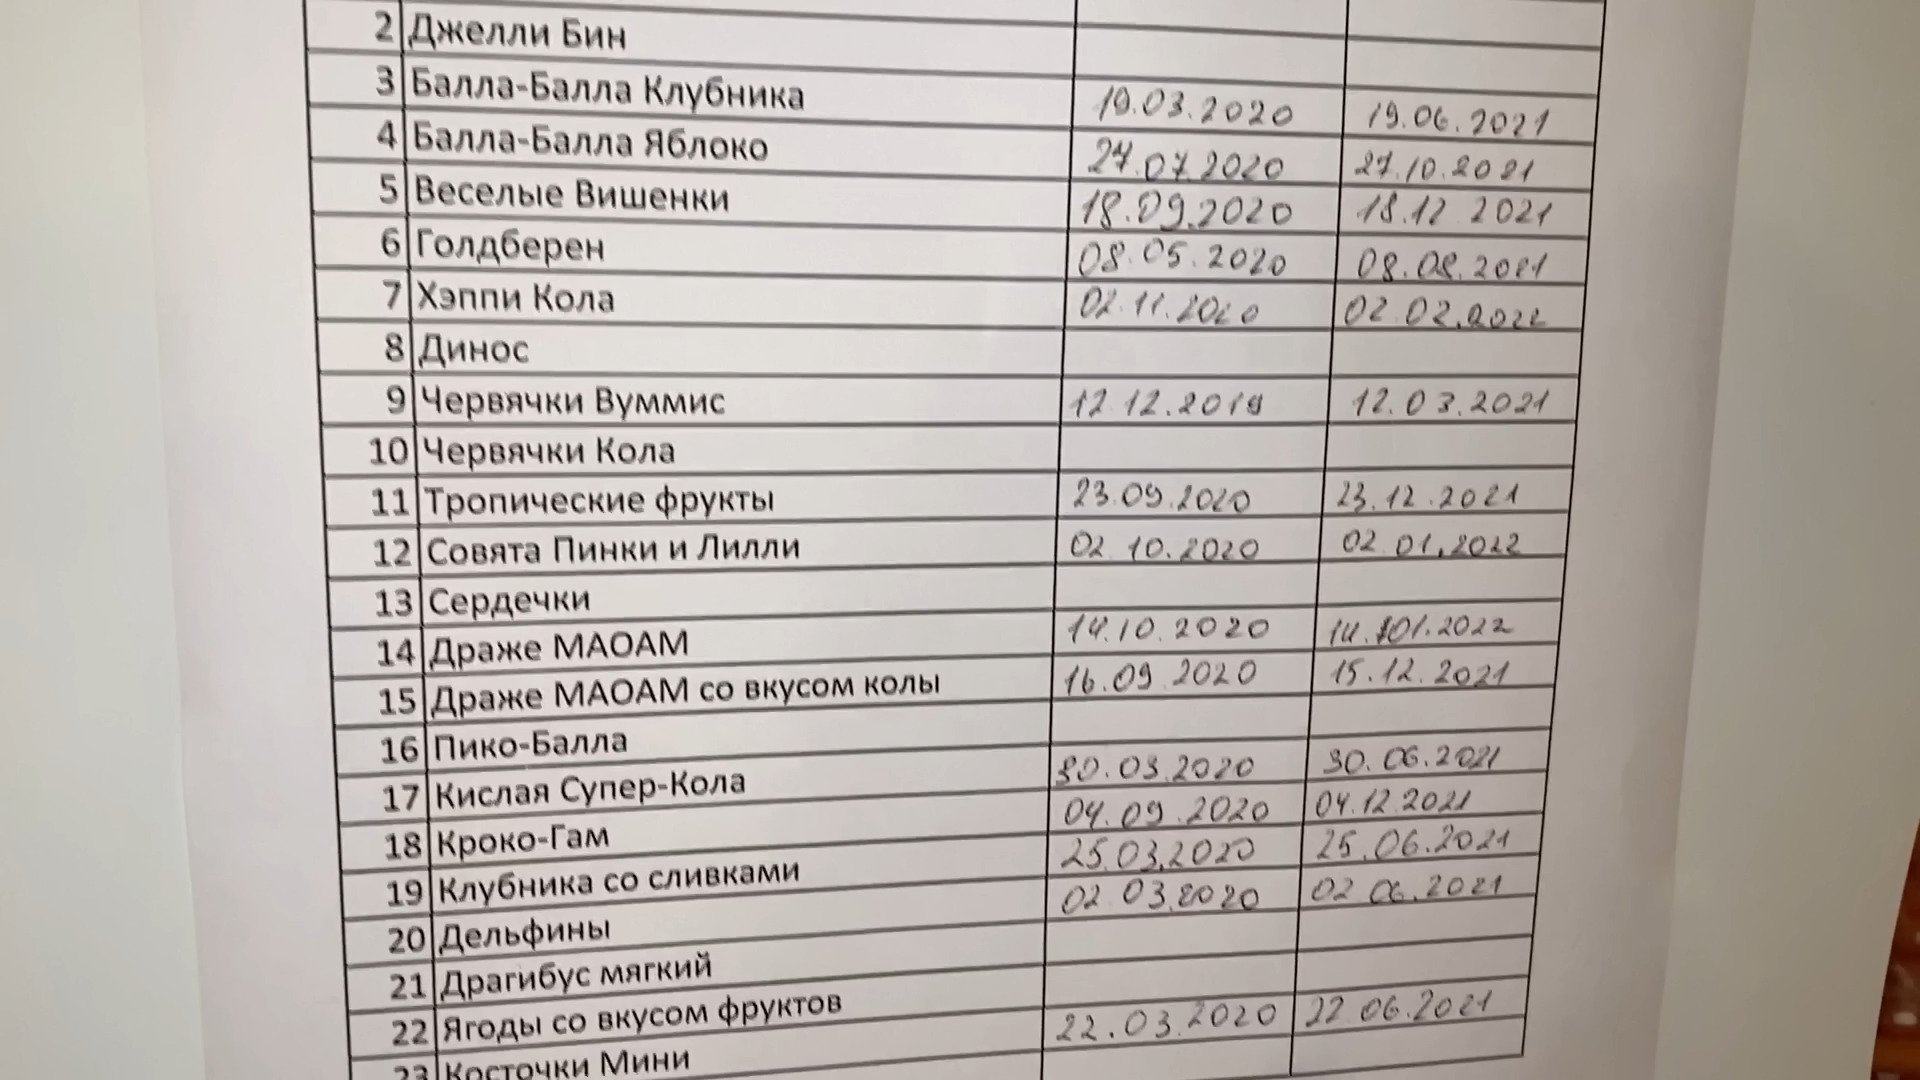 2 Джелли Бин
3 Балла-Балла Клубника 19.03.2020 19.06.2021
4 Балла-Балла Яблоко 27.07.2020 27.10.2021
5 Веселые Вишенки 18.09.2020 18.12 2021
6 Голдберен 08.05.2020 08.08.2021
7 Хэппи Кола 02.11.2020 02.02.2022
8 Динос
9 Червячки Вуммис 12.12.2019 12.03.2021
10 Червячки Кола
11 Тропические фрукты 23.09.2020 23.12.2021
12 Совята Пинки и Лилли 02.10.2020 02.01.2022
13 Сердечки
14 Драже МАОАМ 14.10.2020 14.01.2022
15 Драже МАОАМ со вкусом колы 16.09.2020 15.12.2021
16 Пико-Балла
17 Кислая Супер-Кола 30.03.2020 30.06.2021
18 Кроко-Гам 04.09.2020 04.12.2021
19 Клубника со сливками 25.03.2020 25.06.2021
20 Дельфины 02.03.2020 02.06.2021
21 Драгибус мягкий
22 Ягоды со вкусом фруктов 22.03.2020 22.06.2021
23 Косточки Мини